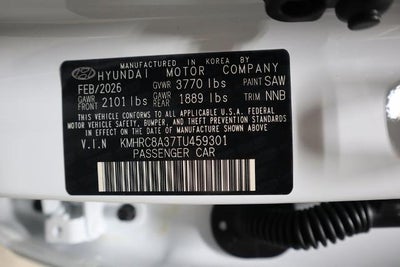 MANUFACTURED IN KOREA BY
HYUNDAI MOTOR COMPANY
FEB/2026 GVWR 3770 lbs PAINT SAW
GAWR FRONT 2101 lbs GAWR REAR 1889 lbs TRIM NNB
THIS VEHICLE CONFORMS TO ALL APPLICABLE U.S.A FEDERAL
MOTOR VEHICLE SAFETY, BUMPER, AND THEFT PREVENTION STANDARDS
IN EFFECT ON THE DATE OF MANUFACTURE SHOWN ABOVE.
V.I.N KMHRC8A37TU459301
PASSENGER CAR